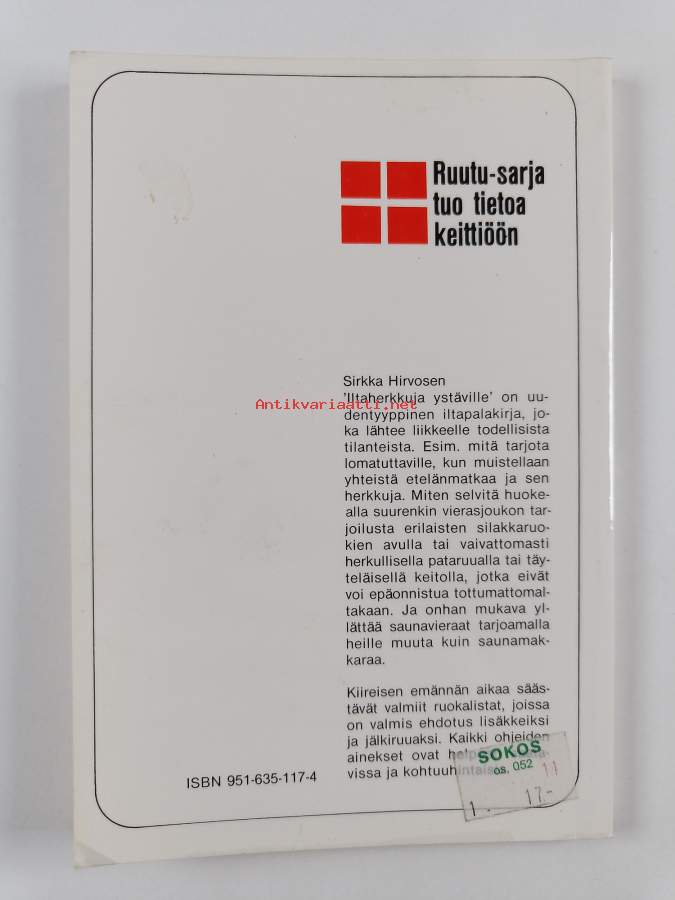 Ruutu-sarja
tuo tietoa
keittiöön
Sirkka Hirvosen
'Iltaherkkuja ystäville' on uu-
Antikvariaatti.net
dentyyppinen iltapalakirja, jo-
ka lähtee liikkeelle todellisista
tilanteista. Esim. mitä tarjota
lomatuttaville, kun muistellaan
yhteistä etelänmatkaa ja sen
herkkuja. Miten selvitä huoke-
alla suurenkin vierasjoukon tar-
joilusta erilaisten silakkaruo-
kien avulla tai vaivattomasti
herkullisella pataruualla tai täy-
teläisellä keitolla, jotka eivät
voi epäonnistua tottumattomal-
takaan. Ja onhan mukava yl-
lättää saunavieraat tarjoamalla
heille muuta kuin saunamak-
karaa.
Kiireisen emännän aikaa sääs-
tävät valmiit ruokalistat, joissa
on valmis ehdotus lisäkkeiksi
ja jälkiruuaksi. Kaikki ohjeiden
ainekset ovat
vissa ja
SOKOS
os. 052 11
1. 17.-
ISBN 951-635-117-4